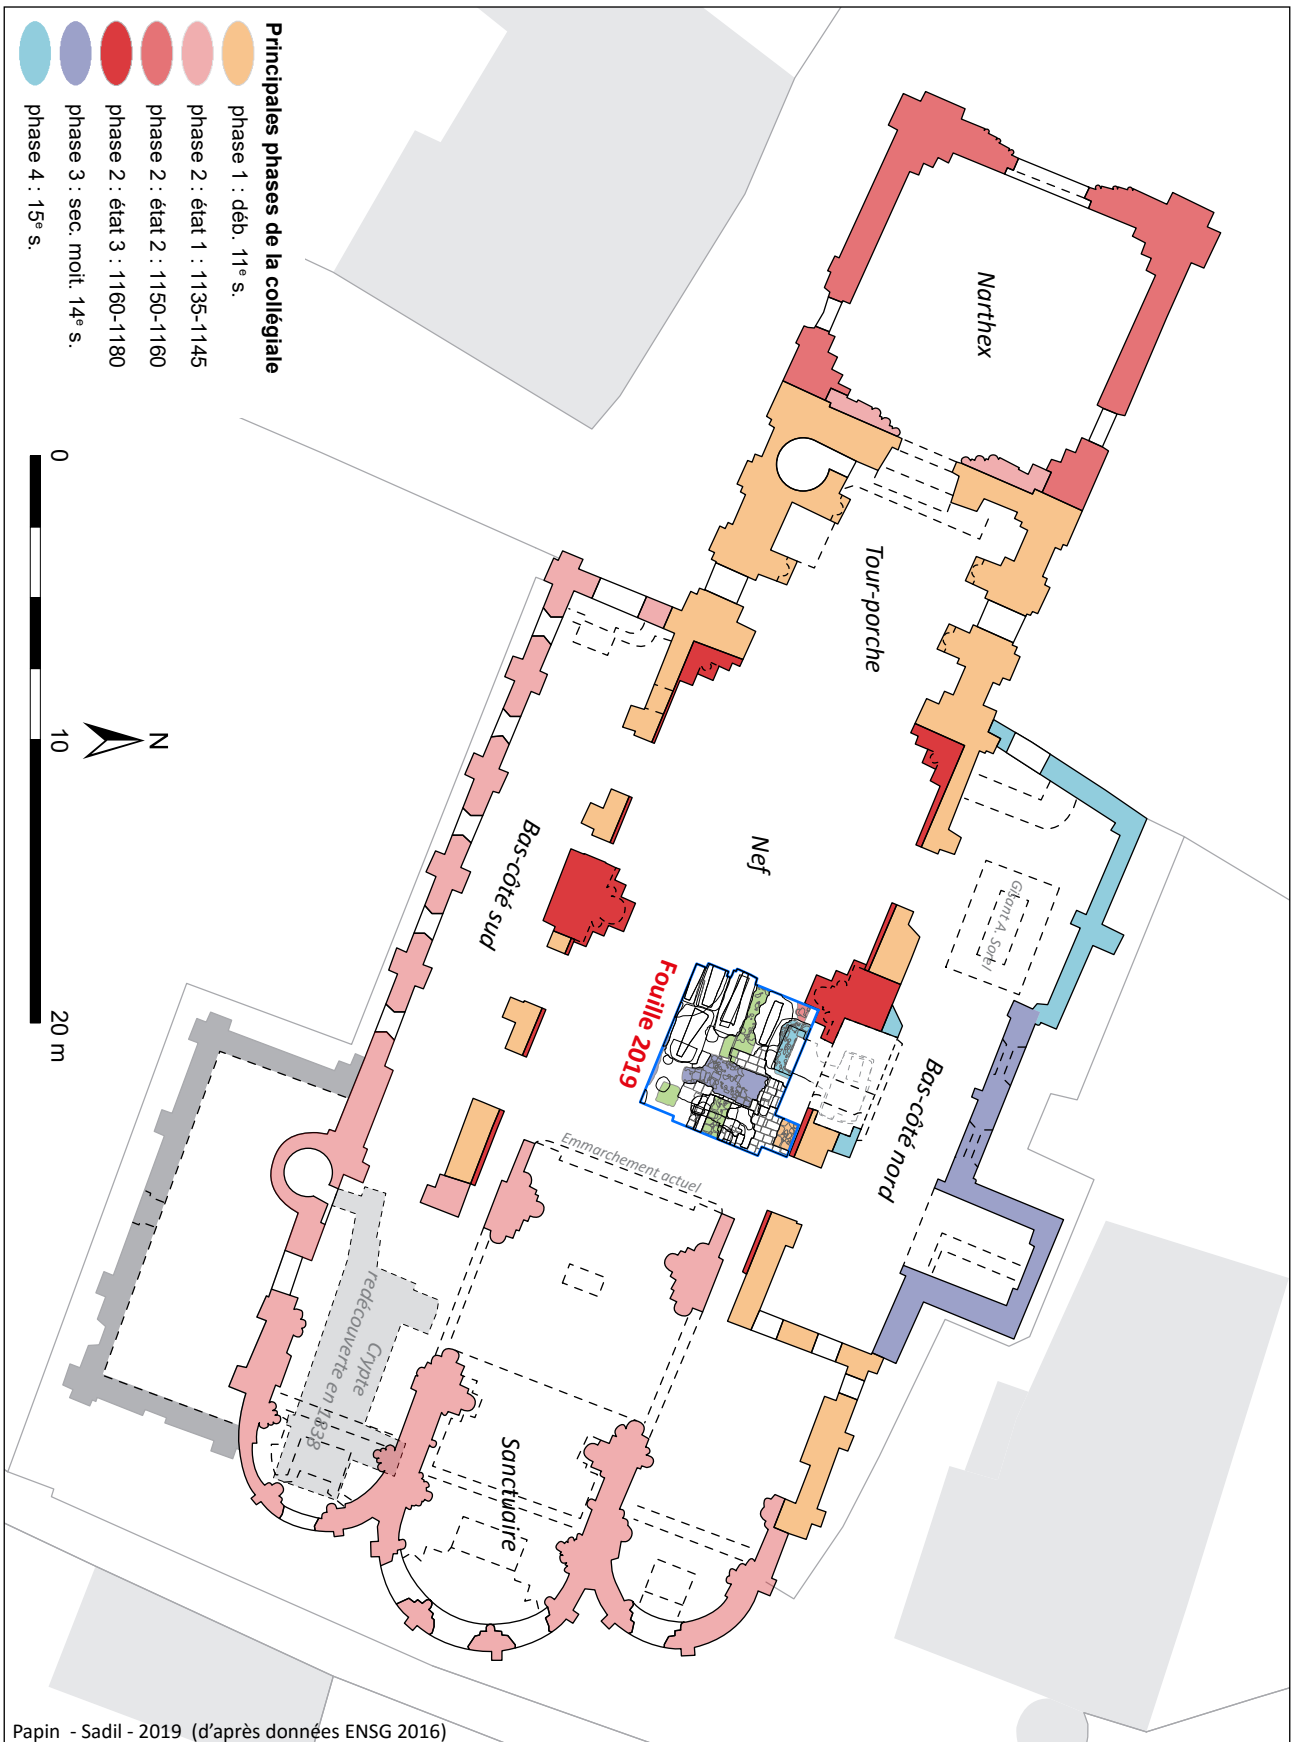 Principales phases de la collégiale
phase 1 : déb. 11e s.
phase 2 : état 1 : 1135-1145
phase 2 : état 2 : 1150-1160
phase 2 : état 3 : 1160-1180
phase 3 : sec. moit. 14e s.
phase 4 : 15e s.
0
10
20 m
N
Narthex
Tour-porche
Nef
Bas-côté sud
Gisant A. Sorel
Bas-côté nord
Fouille 2019
Emmarchement actuel
Crypte
redécouverte en 1838
Sanctuaire
Papin - Sadil - 2019 (d'après données ENSG 2016)